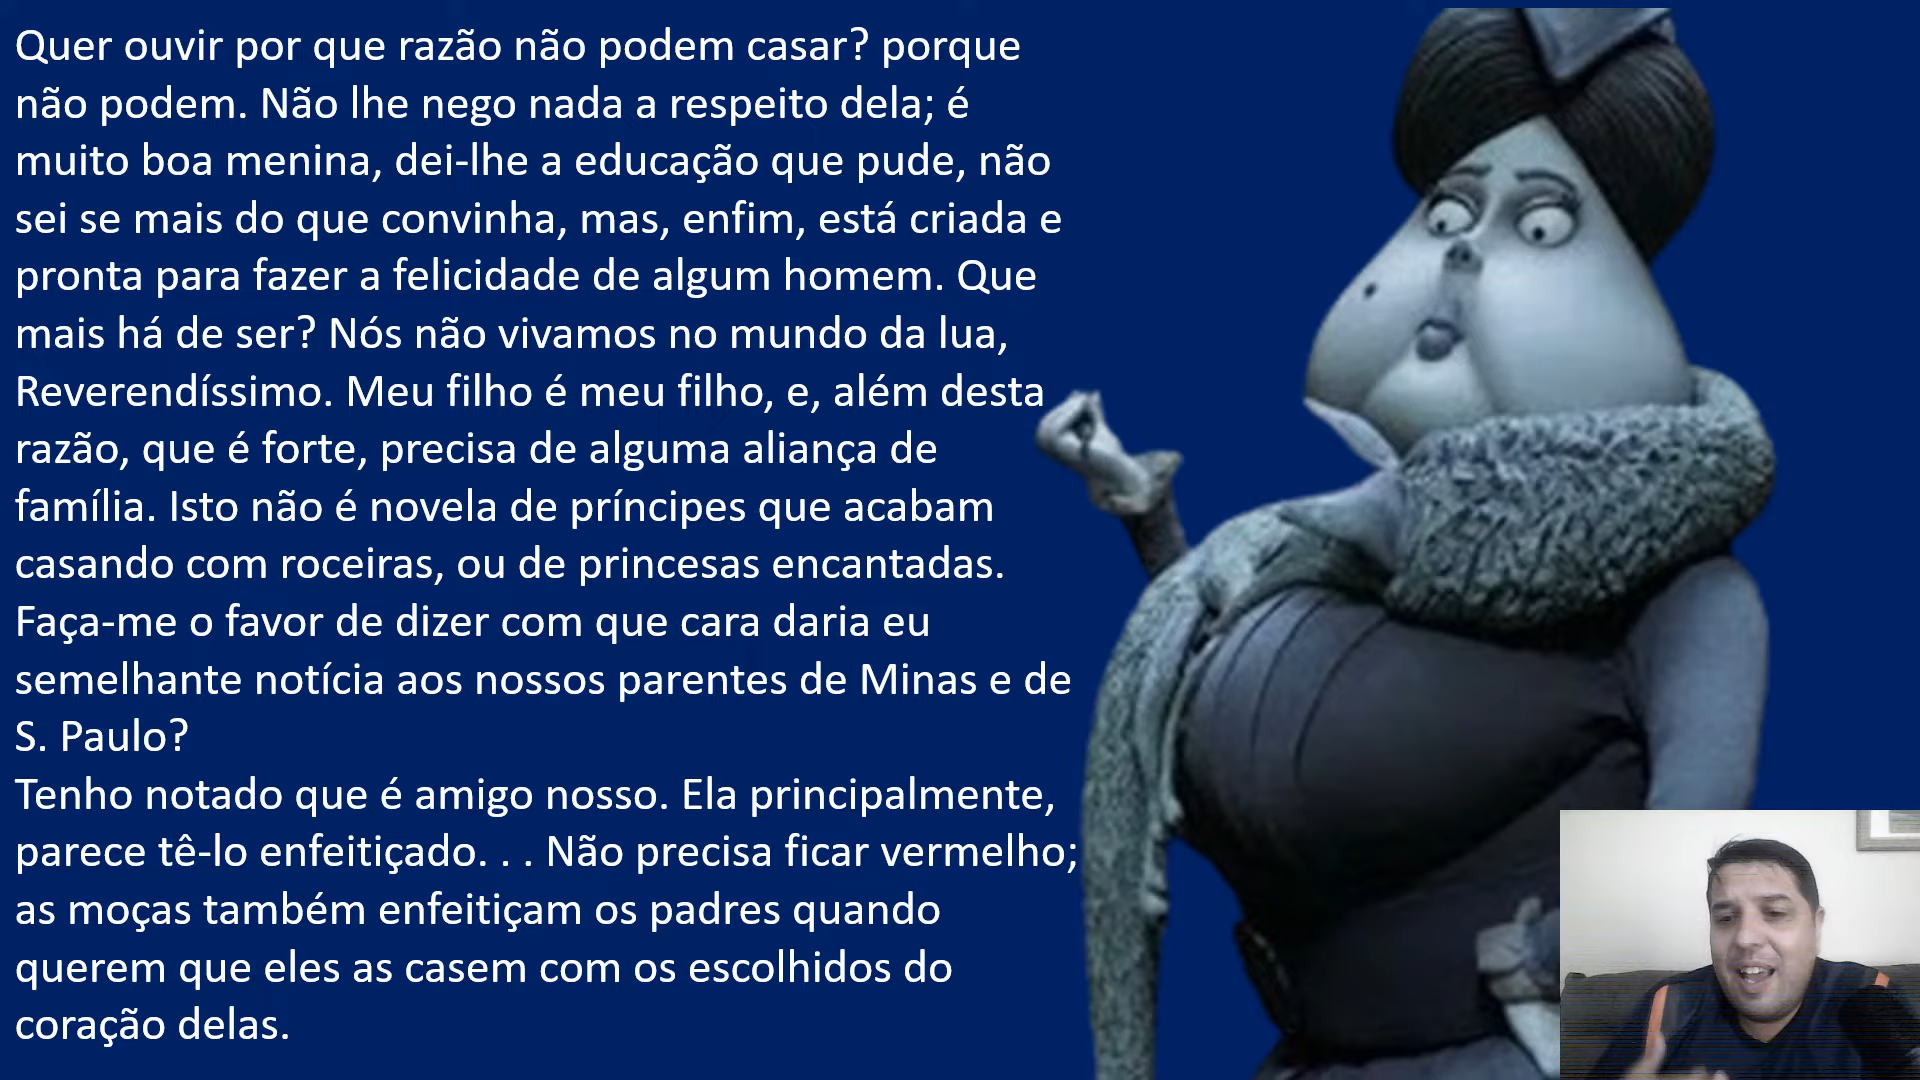 Quer ouvir por que razão não podem casar? porque
não podem. Não lhe nego nada a respeito dela; é
muito boa menina, dei-lhe a educação que pude, não
sei se mais do que convinha, mas, enfim, está criada e
pronta para fazer a felicidade de algum homem. Que
mais há de ser? Nós não vivamos no mundo da lua,
Reverendíssimo. Meu filho é meu filho, e, além desta
razão, que é forte, precisa de alguma aliança de
família. Isto não é novela de príncipes que acabam
casando com roceiras, ou de princesas encantadas.
Faça-me o favor de dizer com que cara daria eu
semelhante notícia aos nossos parentes de Minas e de
S. Paulo?
Tenho notado que é amigo nosso. Ela principalmente,
parece tê-lo enfeitiçado. . . Não precisa ficar vermelho;
as moças também enfeitiçam os padres quando
querem que eles as casem com os escolhidos do
coração delas.